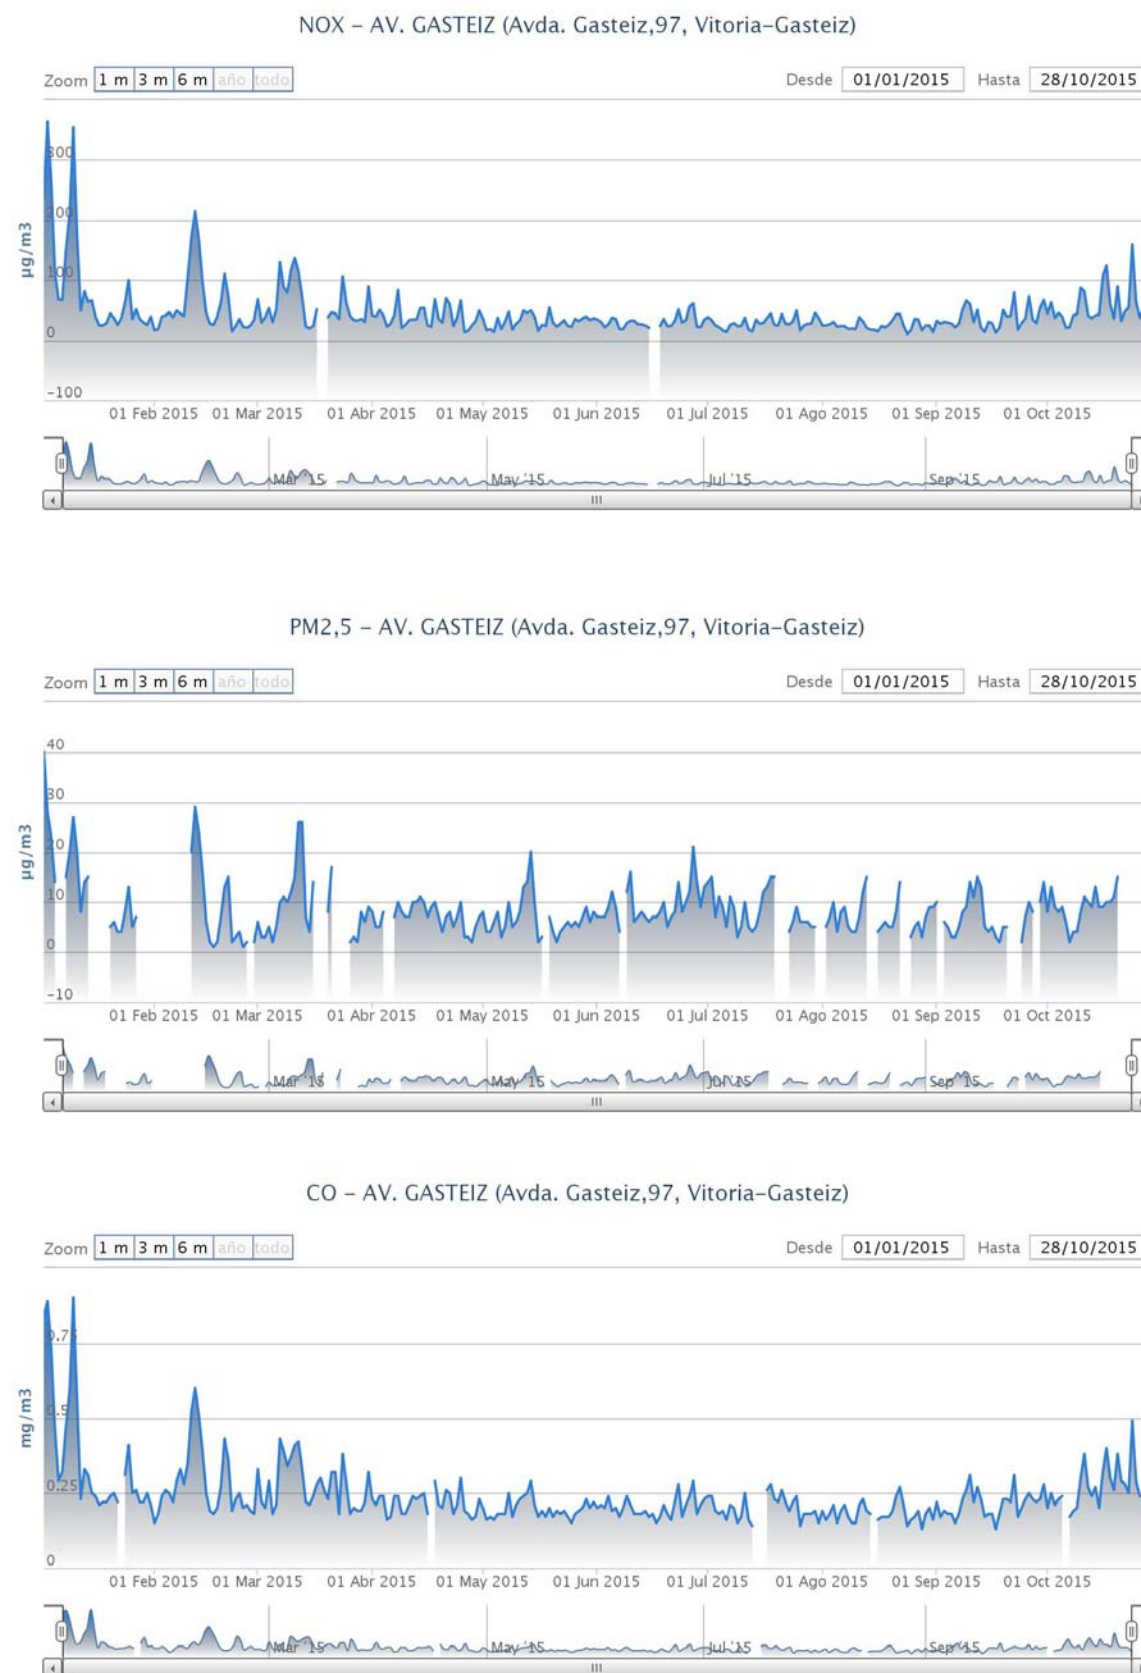 NOX – AV. GASTEIZ (Avda. Gasteiz,97, Vitoria–Gasteiz)
Zoom 1 m 3 m 6 m año todo Desde 01/01/2015 Hasta 28/10/2015
300
200
100
0
-100
µg/m3
01 Feb 2015 01 Mar 2015 01 Abr 2015 01 May 2015 01 Jun 2015 01 Jul 2015 01 Ago 2015 01 Sep 2015 01 Oct 2015
Mar '15 May '15 Jul '15 Sep '15
PM2,5 – AV. GASTEIZ (Avda. Gasteiz,97, Vitoria–Gasteiz)
Zoom 1 m 3 m 6 m año todo Desde 01/01/2015 Hasta 28/10/2015
40
30
20
10
0
-10
µg/m3
01 Feb 2015 01 Mar 2015 01 Abr 2015 01 May 2015 01 Jun 2015 01 Jul 2015 01 Ago 2015 01 Sep 2015 01 Oct 2015
Mar '15 May '15 Jul '15 Sep '15
CO – AV. GASTEIZ (Avda. Gasteiz,97, Vitoria–Gasteiz)
Zoom 1 m 3 m 6 m año todo Desde 01/01/2015 Hasta 28/10/2015
0.75
0.5
0.25
0
mg/m3
01 Feb 2015 01 Mar 2015 01 Abr 2015 01 May 2015 01 Jun 2015 01 Jul 2015 01 Ago 2015 01 Sep 2015 01 Oct 2015
Mar '15 May '15 Jul '15 Sep '15